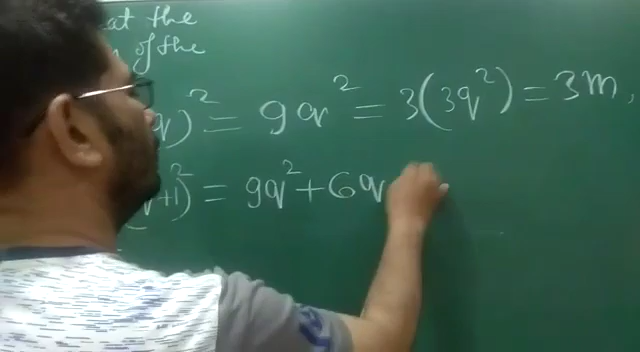 at the
of the
q)² = 9q² = 3(3q²) = 3m,
(q+1)² = 9q² + 6q